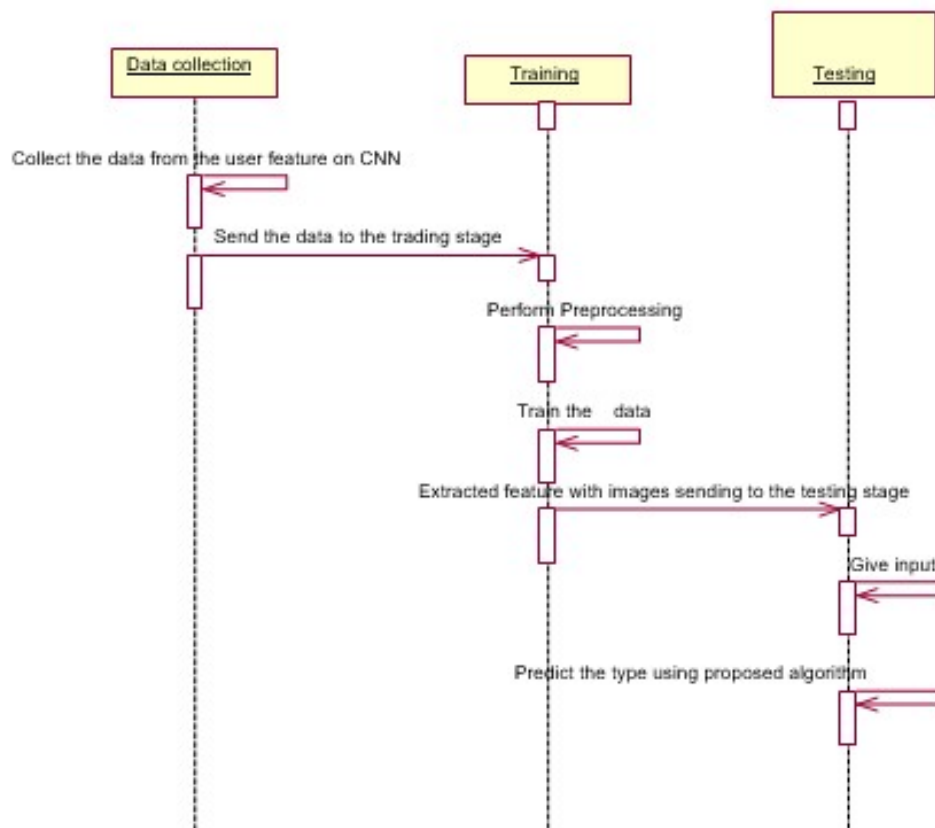 Data collection
Training
Testing
Collect the data from the user feature on CNN
Send the data to the trading stage
Perform Preprocessing
Train the data
Extracted feature with images sending to the testing stage
Give input
Predict the type using proposed algorithm